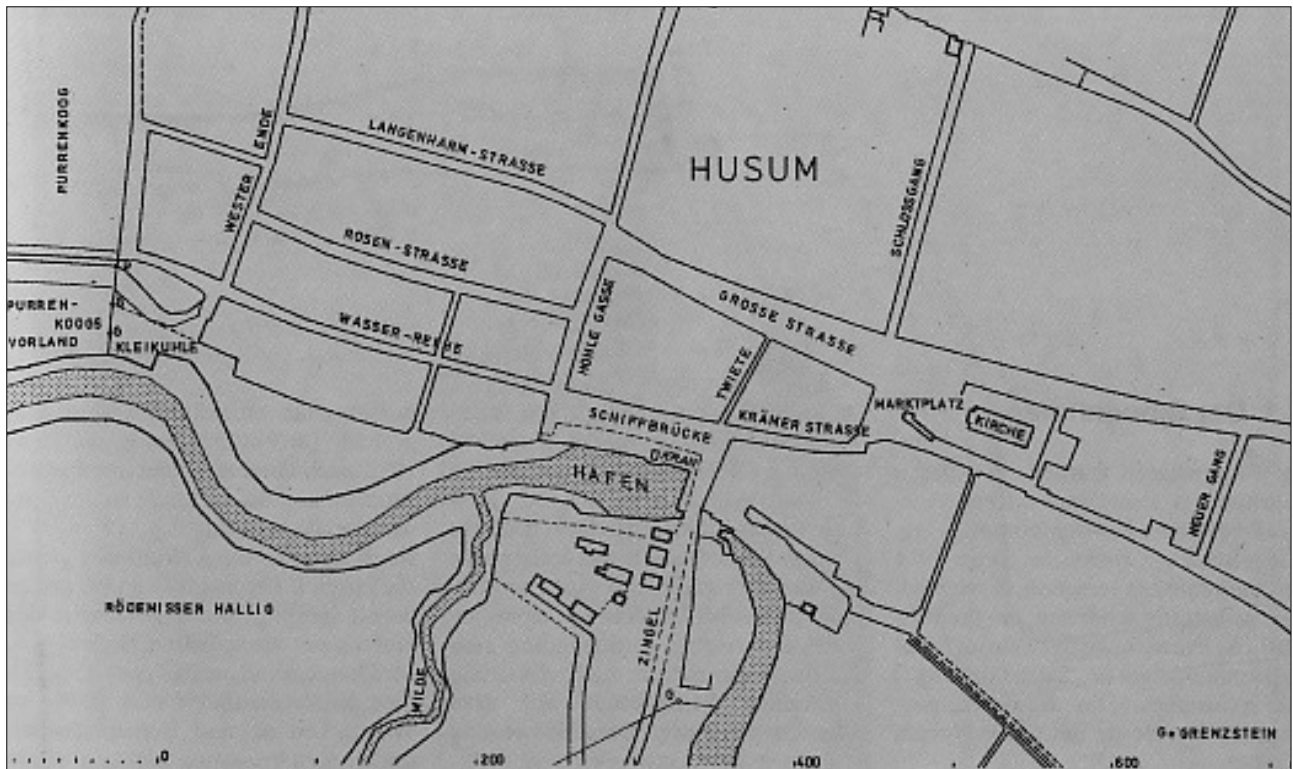 PURRENKOOG
WESTER
ENDE
LANGENHARM-STRASSE
HUSUM
SCHLOSSGANG
ROSEN-STRASSE
GROSSE STRASSE
HOHLE GASSE
WASSER-REIHE
PURREN-
KOOGS
VORLAND
G
G
KLEIKUHLE
TWIETE
SCHIFFBRÜCKE
KRÄMER STRASSE
MARKTPLATZ
KIRCHE
NEUER GANG
KRAN
HAFEN
RÖDEMISSER HALLIG
ZINGEL
MILDE
G
G=GRENZSTEIN
0
200
400
600